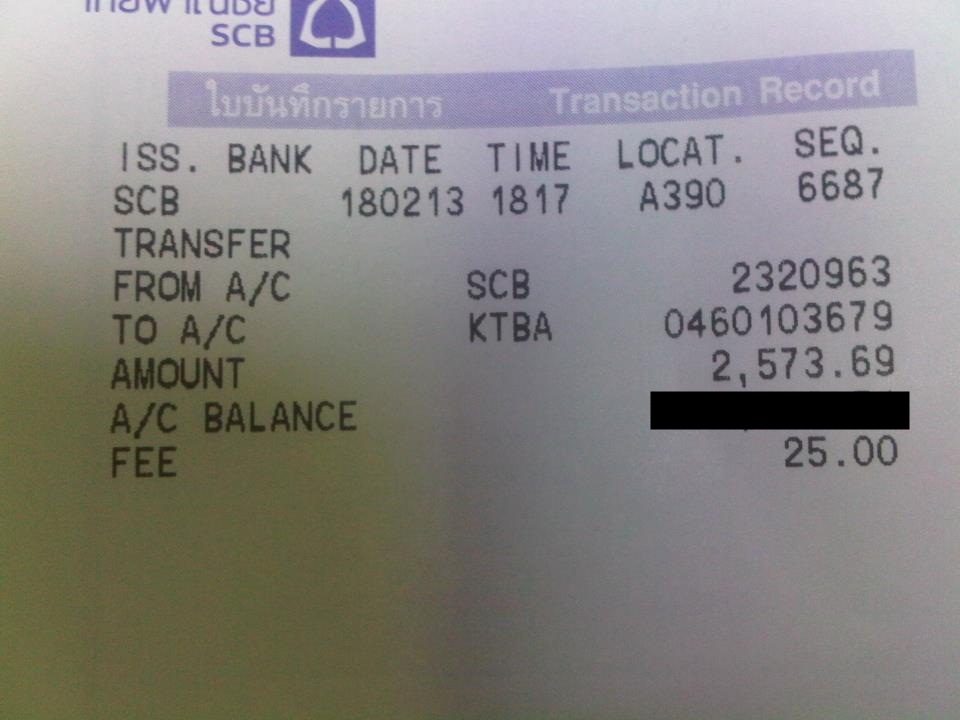 SCB
ใบบันทึกรายการ Transaction Record
ISS. BANK DATE TIME LOCAT. SEQ.
SCB 180213 1817 A390 6687
TRANSFER
FROM A/C SCB 2320963
TO A/C KTBA 0460103679
AMOUNT 2,573.69
A/C BALANCE
FEE 25.00